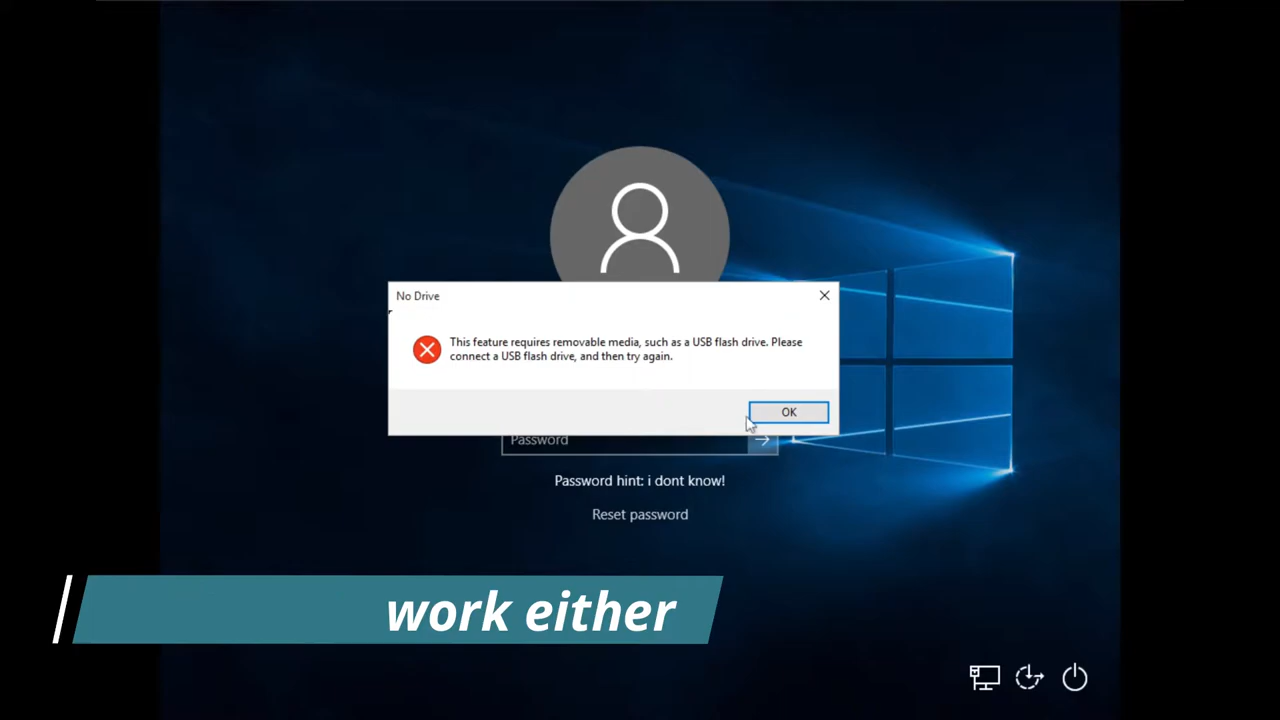 No Drive
This feature requires removable media, such as a USB flash drive. Please
connect a USB flash drive, and then try again.
OK
Password
Password hint: i dont know!
Reset password
work either